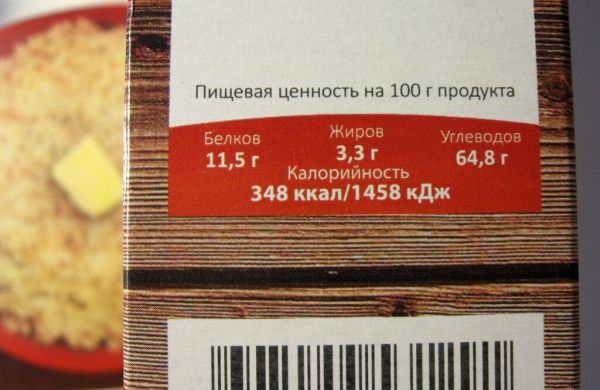 Пищевая ценность на 100 г продукта
Белков Жиров Углеводов
11,5 г 3,3 г 64,8 г
Калорийность
348 ккал/1458 кДж